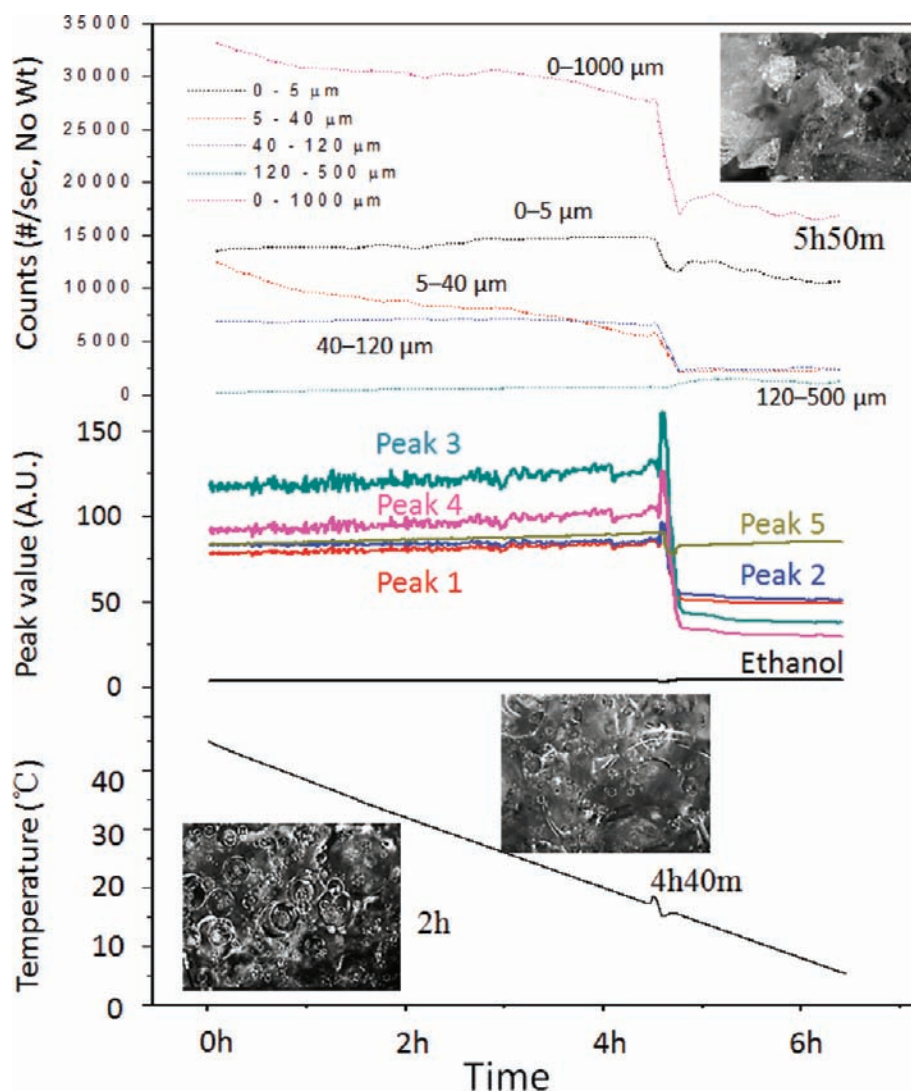 35000
30000
25000
20000
15000
10000
5000
0
Counts (#/sec, No Wt)
0 - 5 μm
5 - 40 μm
40 - 120 μm
120 - 500 μm
0 - 1000 μm
0–1000 μm
0–5 μm
5–40 μm
40–120 μm
120–500 μm
5h50m
150
100
50
0
Peak value (A.U.)
Peak 3
Peak 4
Peak 5
Peak 1
Peak 2
Ethanol
40
30
20
10
0
Temperature (℃)
2h
4h40m
0h
2h
4h
6h
Time